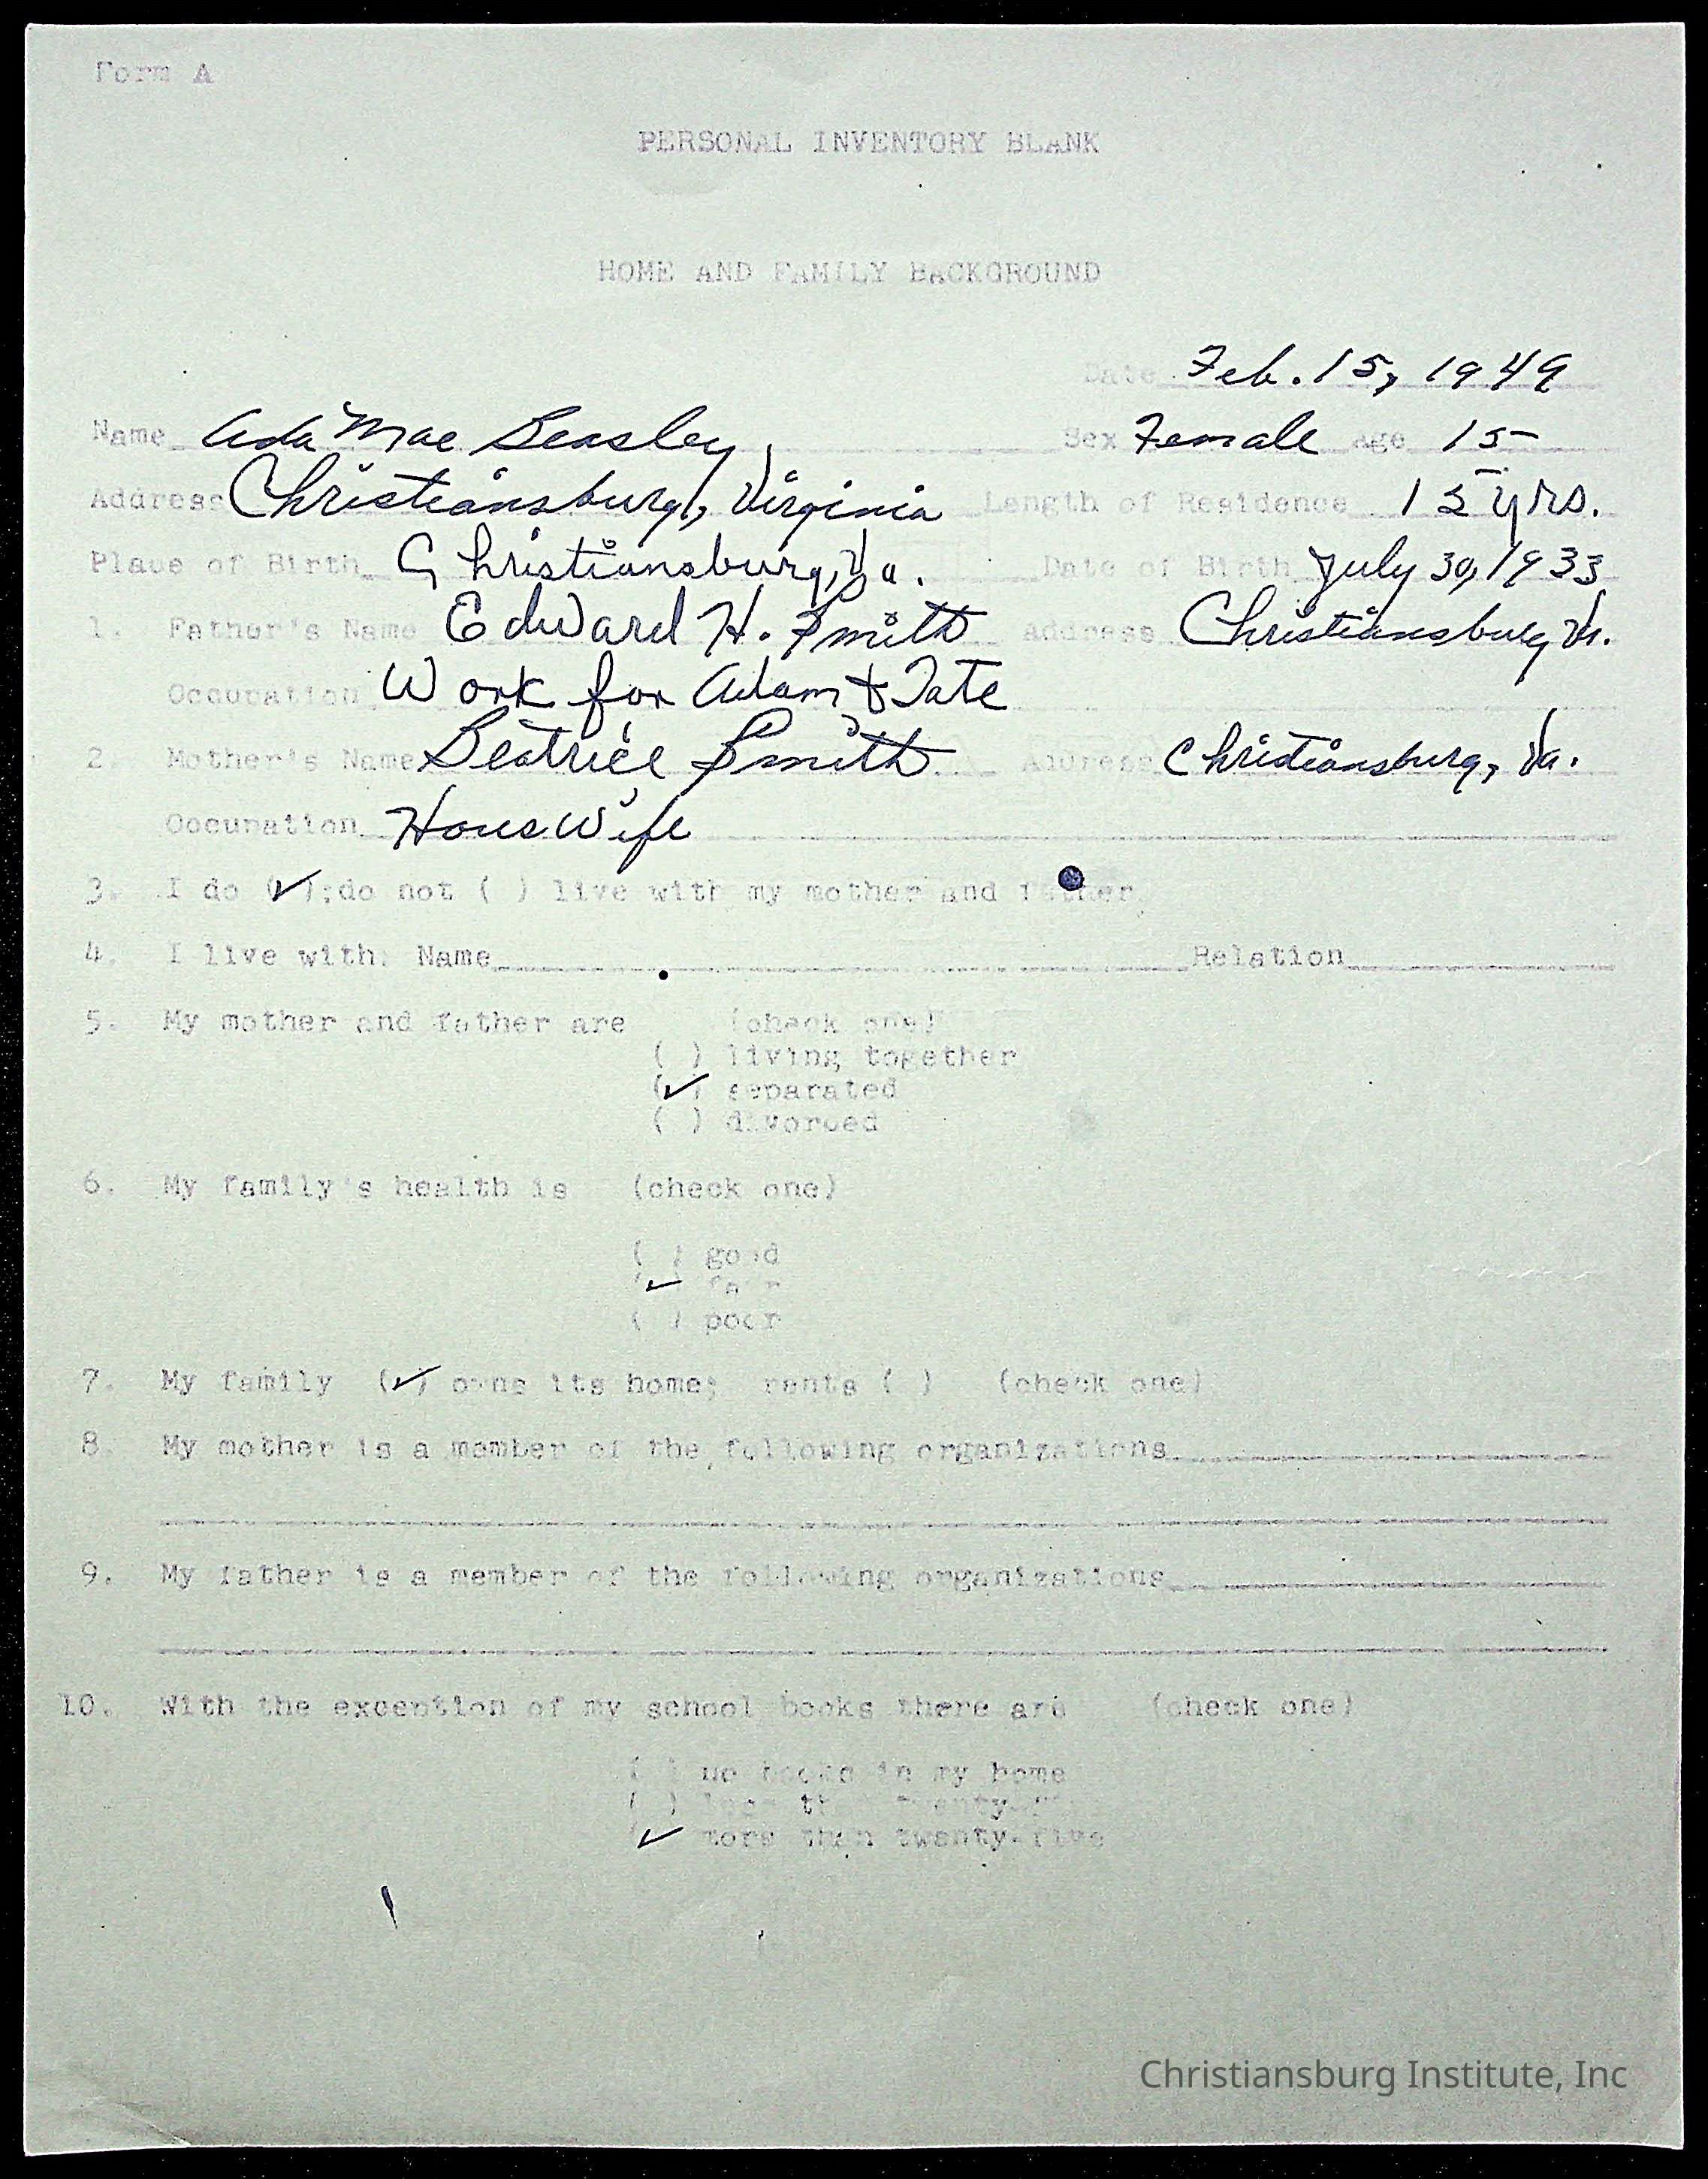 Form A
PERSONAL INVENTORY BLANK
HOME AND FAMILY BACKGROUND
Date Feb. 15, 1949
Name Ada Mae Beasley, Sex Female age 15
Address Christiansburg, Virginia Length of Residence 15 yrs.
Place of Birth Christiansburg, Va. Date of Birth July 30, 1933
1. Father's Name Edward H. Smith Address Christiansburg Va.
Occupation Work for Adam & Tate
2. Mother's Name Beatrice Smith Address Christiansburg, Va.
Occupation HousWife
3. I do (✓); do not ( ) live with my mother and father.
4. I live with: Name Relation
5. My mother and father are (check one)
( ) living together
(✓) separated
( ) divorced
6. My family's health is (check one)
( ) good
(✓) fair
( ) poor
7. My family (✓) owns its home; rents ( ) (check one)
8. My mother is a member of the following organizations
9. My father is a member of the following organizations
10. With the exception of my school books there are (check one)
( ) no books in my home
( ) less than twenty-five
(✓) more than twenty-five
Christiansburg Institute, Inc